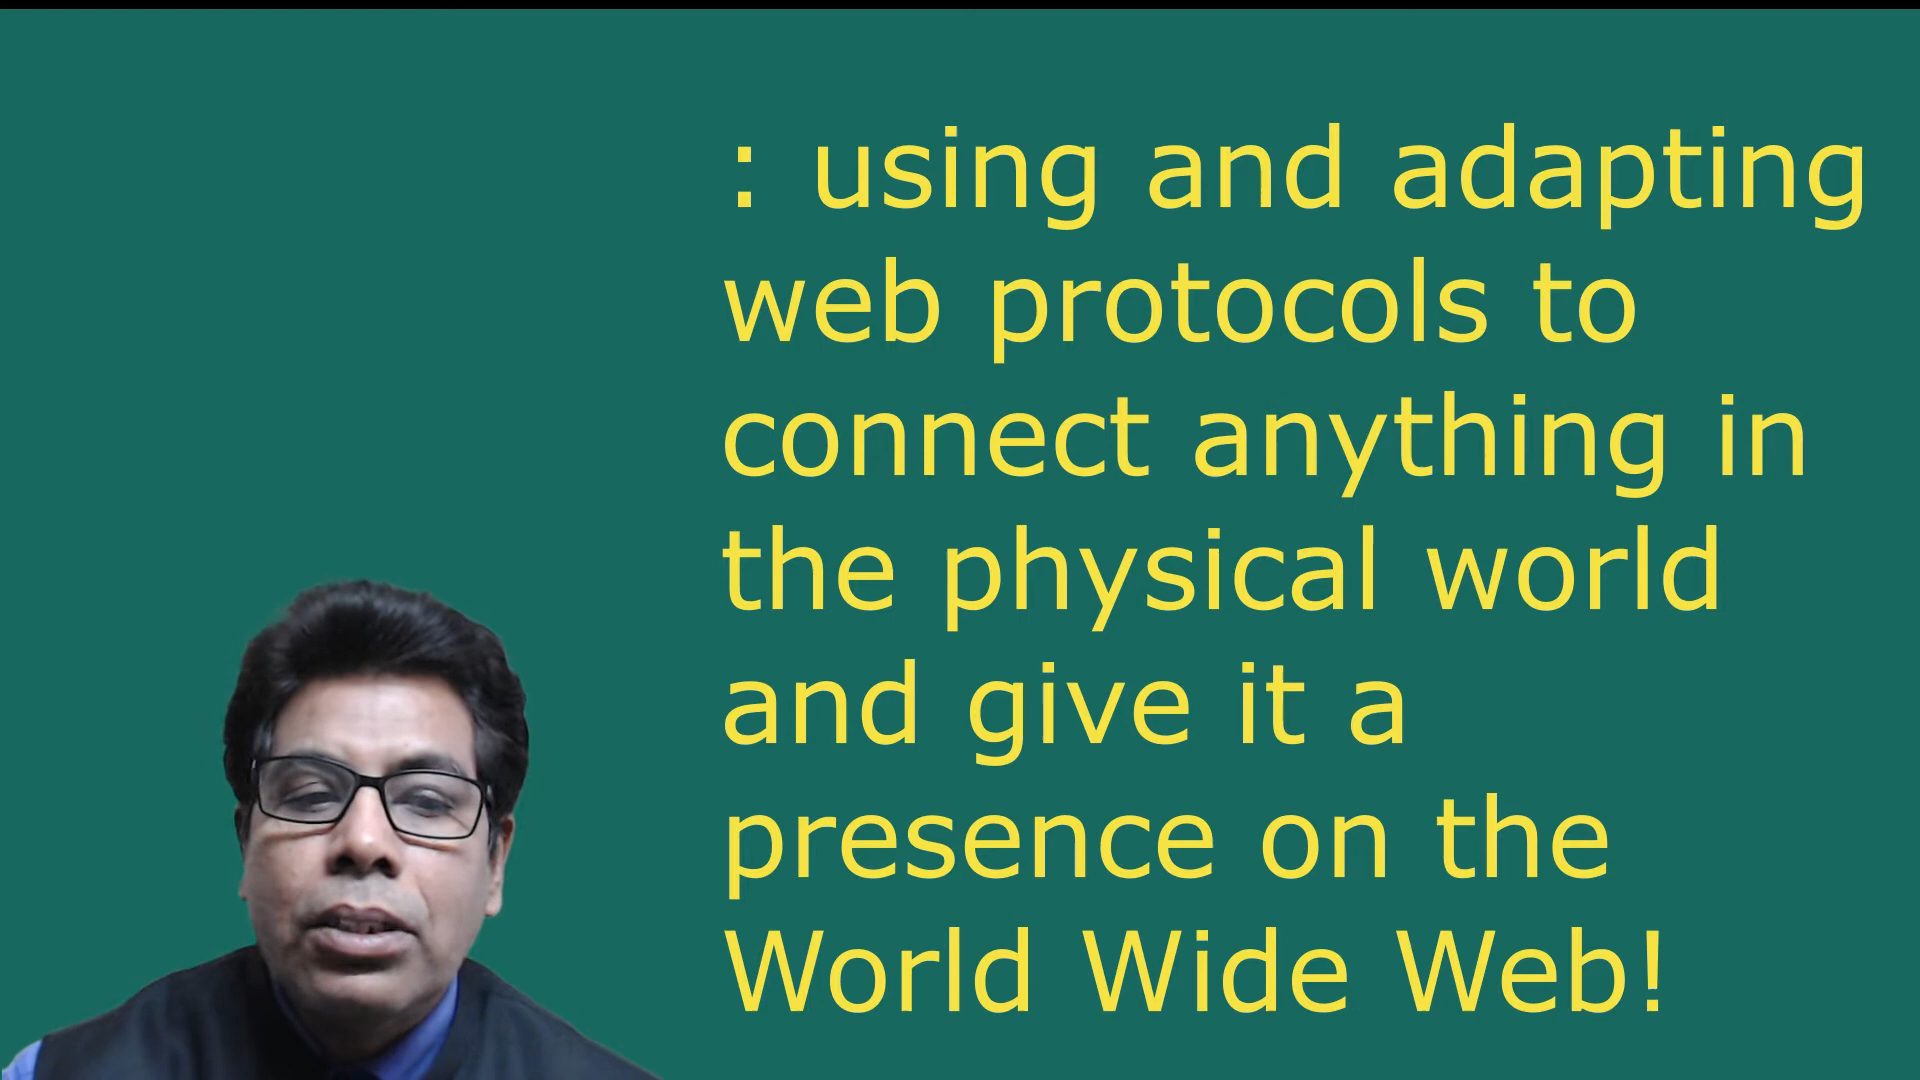 : using and adapting
web protocols to
connect anything in
the physical world
and give it a
presence on the
World Wide Web!